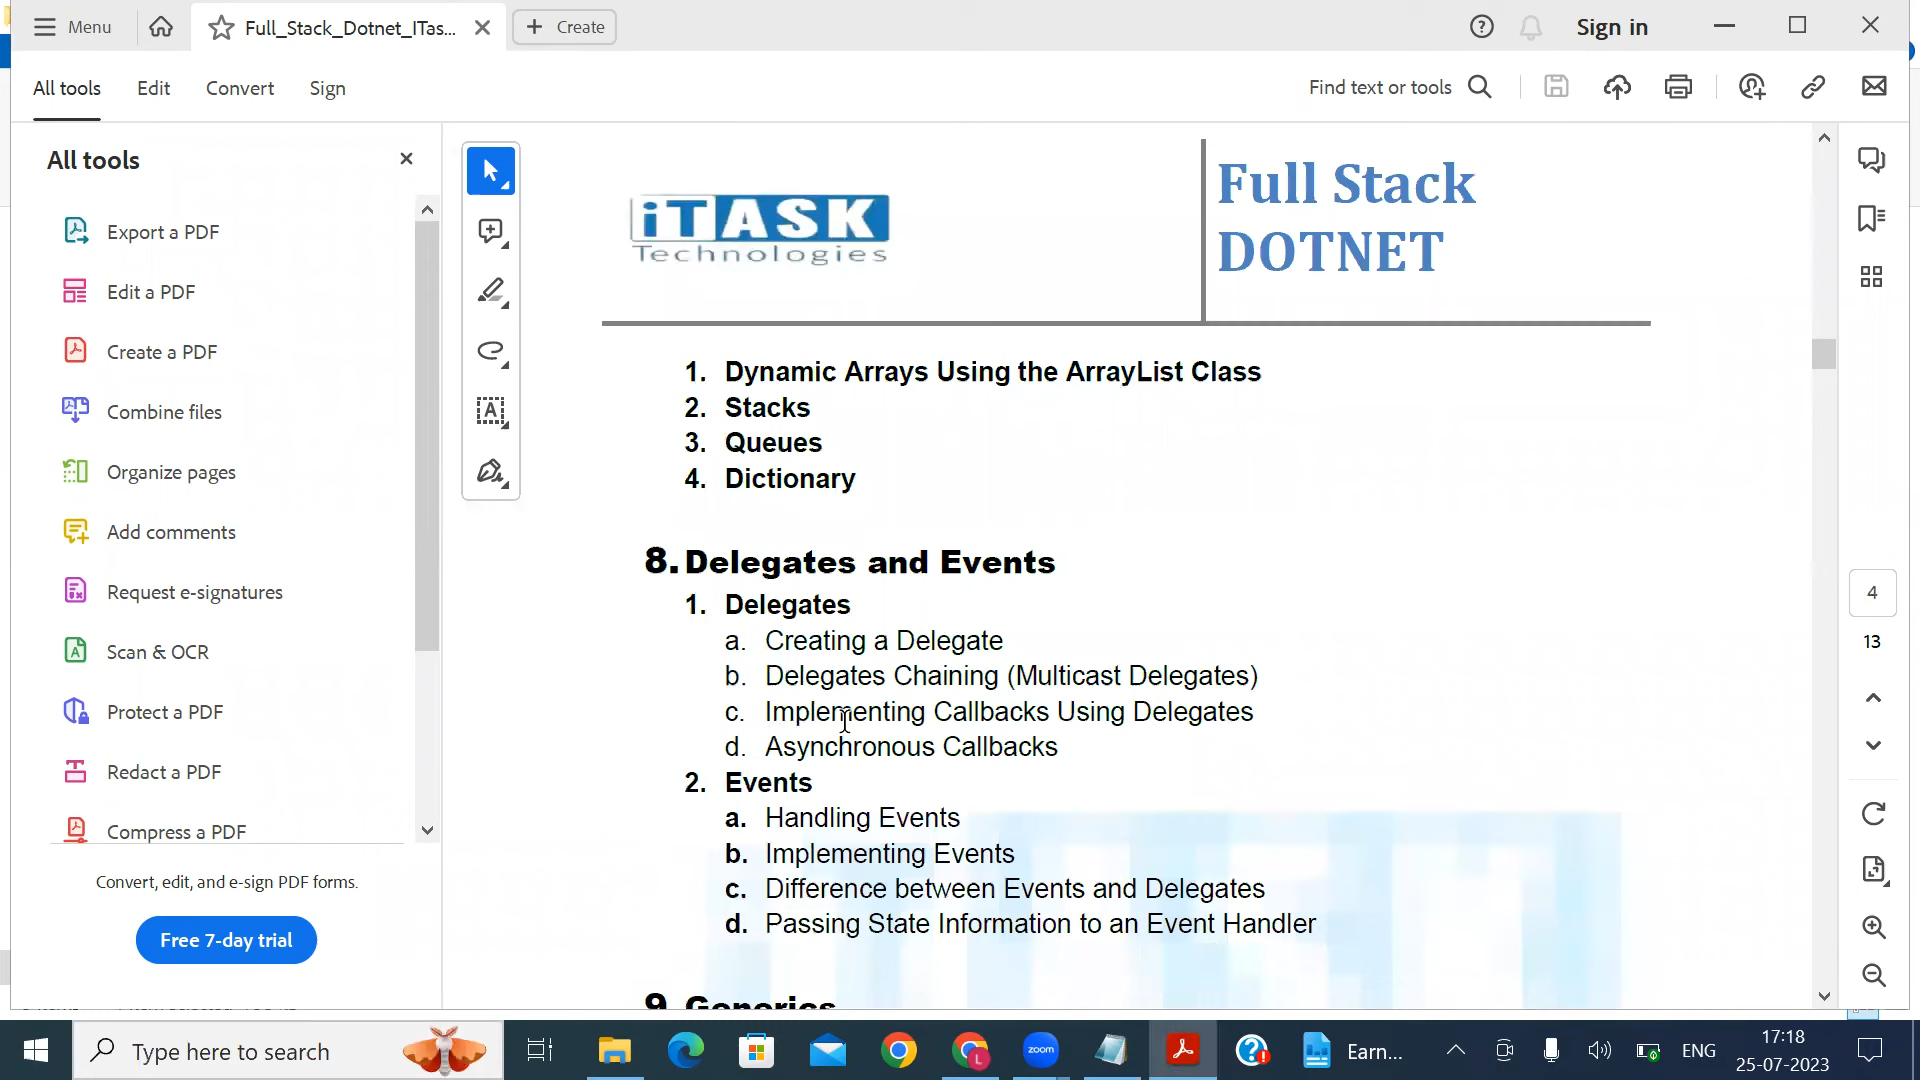 Menu
Full_Stack_Dotnet_ITas...
Create
Sign in
All tools
Edit
Convert
Sign
Find text or tools
All tools
Export a PDF
Edit a PDF
Create a PDF
Combine files
Organize pages
Add comments
Request e-signatures
Scan & OCR
Protect a PDF
Redact a PDF
Compress a PDF
Convert, edit, and e-sign PDF forms.
Free 7-day trial
iTASK
Technologies
Full Stack
DOTNET
1. Dynamic Arrays Using the ArrayList Class
2. Stacks
3. Queues
4. Dictionary
8. Delegates and Events
1. Delegates
a. Creating a Delegate
b. Delegates Chaining (Multicast Delegates)
c. Implementing Callbacks Using Delegates
d. Asynchronous Callbacks
2. Events
a. Handling Events
b. Implementing Events
c. Difference between Events and Delegates
d. Passing State Information to an Event Handler
9. Generics
4
13
Type here to search
zoom
L
Earn...
ENG
17:18
25-07-2023